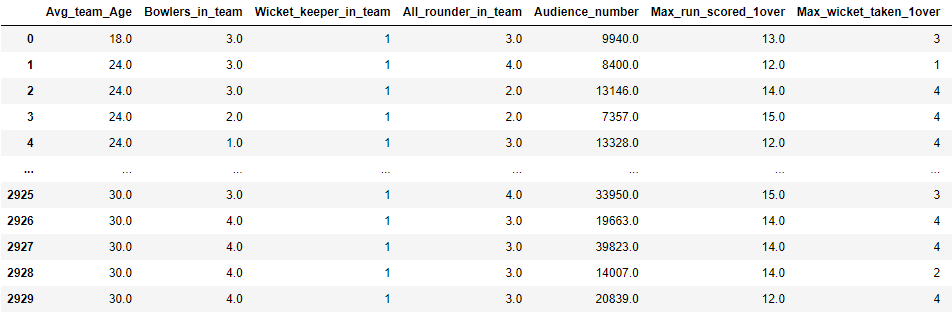 Avg_team_Age Bowlers_in_team Wicket_keeper_in_team All_rounder_in_team Audience_number Max_run_scored_1over Max_wicket_taken_1over
0 18.0 3.0 1 3.0 9940.0 13.0 3
1 24.0 3.0 1 4.0 8400.0 12.0 1
2 24.0 3.0 1 2.0 13146.0 14.0 4
3 24.0 2.0 1 2.0 7357.0 15.0 4
4 24.0 1.0 1 3.0 13328.0 12.0 4
... ... ... ... ... ... ... ...
2925 30.0 3.0 1 4.0 33950.0 15.0 3
2926 30.0 4.0 1 3.0 19663.0 14.0 4
2927 30.0 4.0 1 3.0 39823.0 14.0 4
2928 30.0 4.0 1 3.0 14007.0 14.0 2
2929 30.0 4.0 1 3.0 20839.0 12.0 4